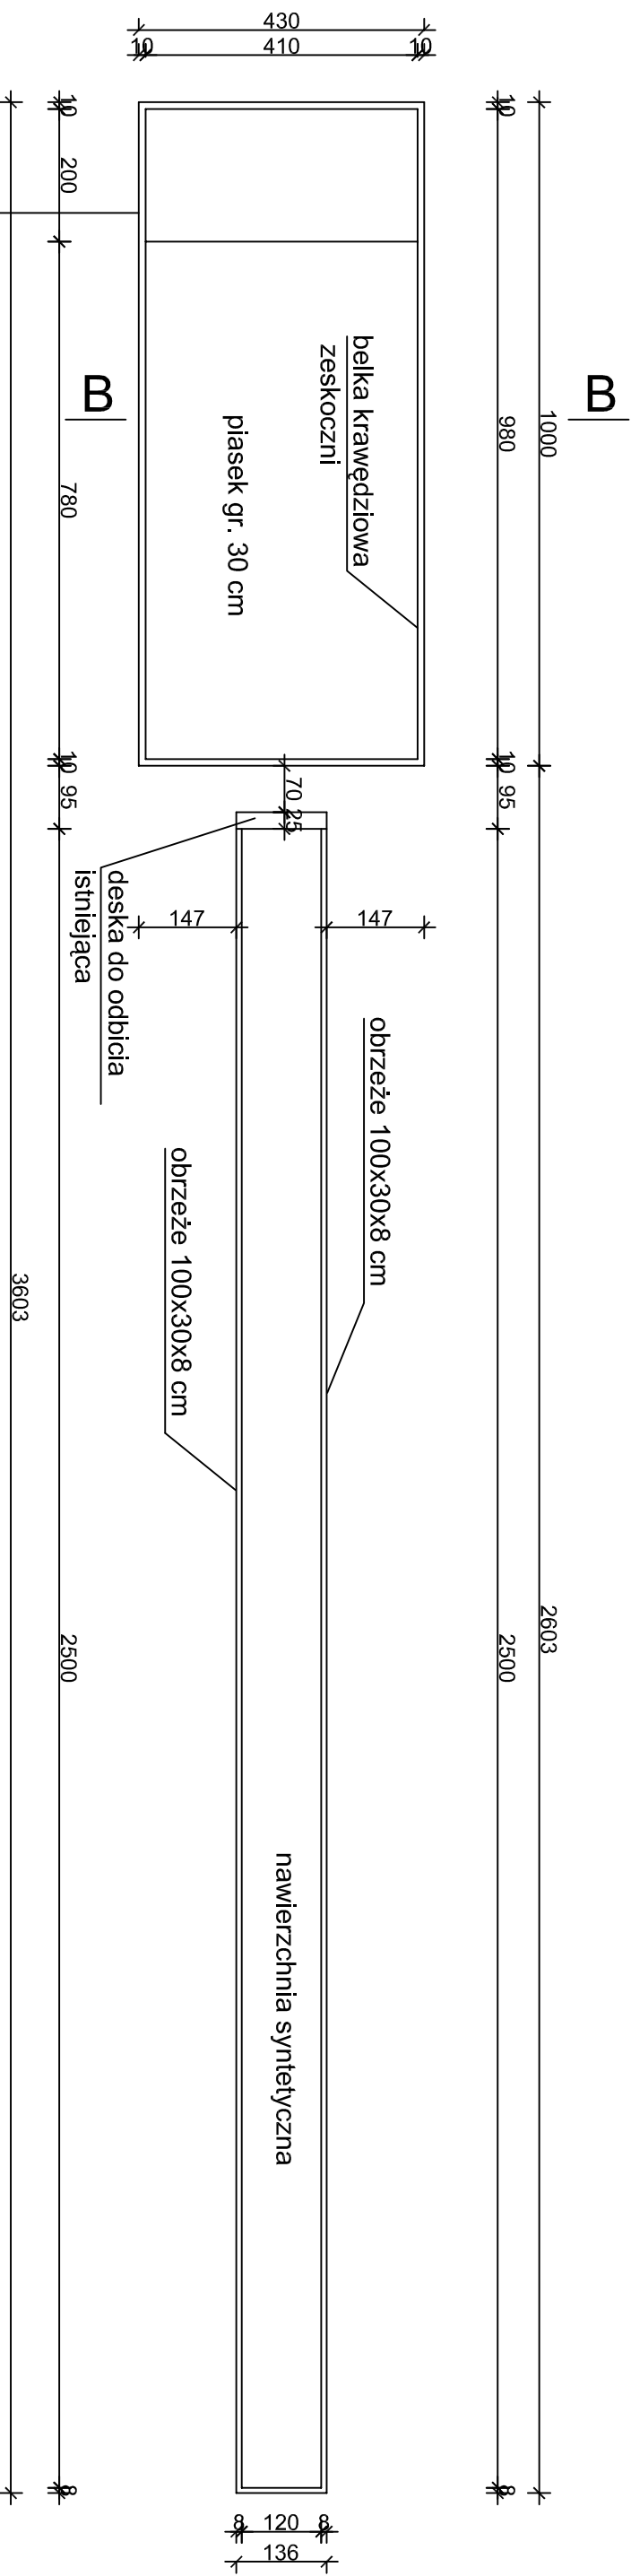 430
10
410
10
10
200
780
10
95
2500
8
3603
10
980
10
95
2500
8
1000
2603
B
B
belka krawędziowa
zeskoczni
piasek gr. 30 cm
70
25
147
147
deska do odbicia
istniejąca
obrzeże 100x30x8 cm
obrzeże 100x30x8 cm
nawierzchnia syntetyczna
8
120
8
136